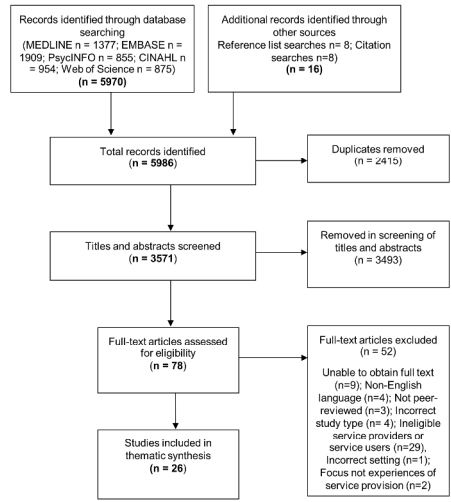 Records identified through database
searching
(MEDLINE = 1377; EMBASE n =
1909; PsycINFO n = 855; CINAHL n
= 954; Web of Science n = 875)
(n = 5970)
Additional records identified through
other sources
Reference list searches n= 8; Citation
searches n=8)
(n = 16)
Total records identified
(n = 5986)
Duplicates removed
(n = 2415)
Titles and abstracts screened
(n = 3571)
Removed in screening of
titles and abstracts
(n = 3493)
Full-text articles assessed
for eligibility
(n = 78)
Full-text articles excluded
(n = 52)
Unable to obtain full text
(n=9); Non-English
language (n=4); Not peer-
reviewed (n=3); Incorrect
study type (n= 4); Ineligible
service providers or
service users (n=29),
Incorrect setting (n=1);
Focus not experiences of
service provision (n=2)
Studies included in
thematic synthesis
(n = 26)